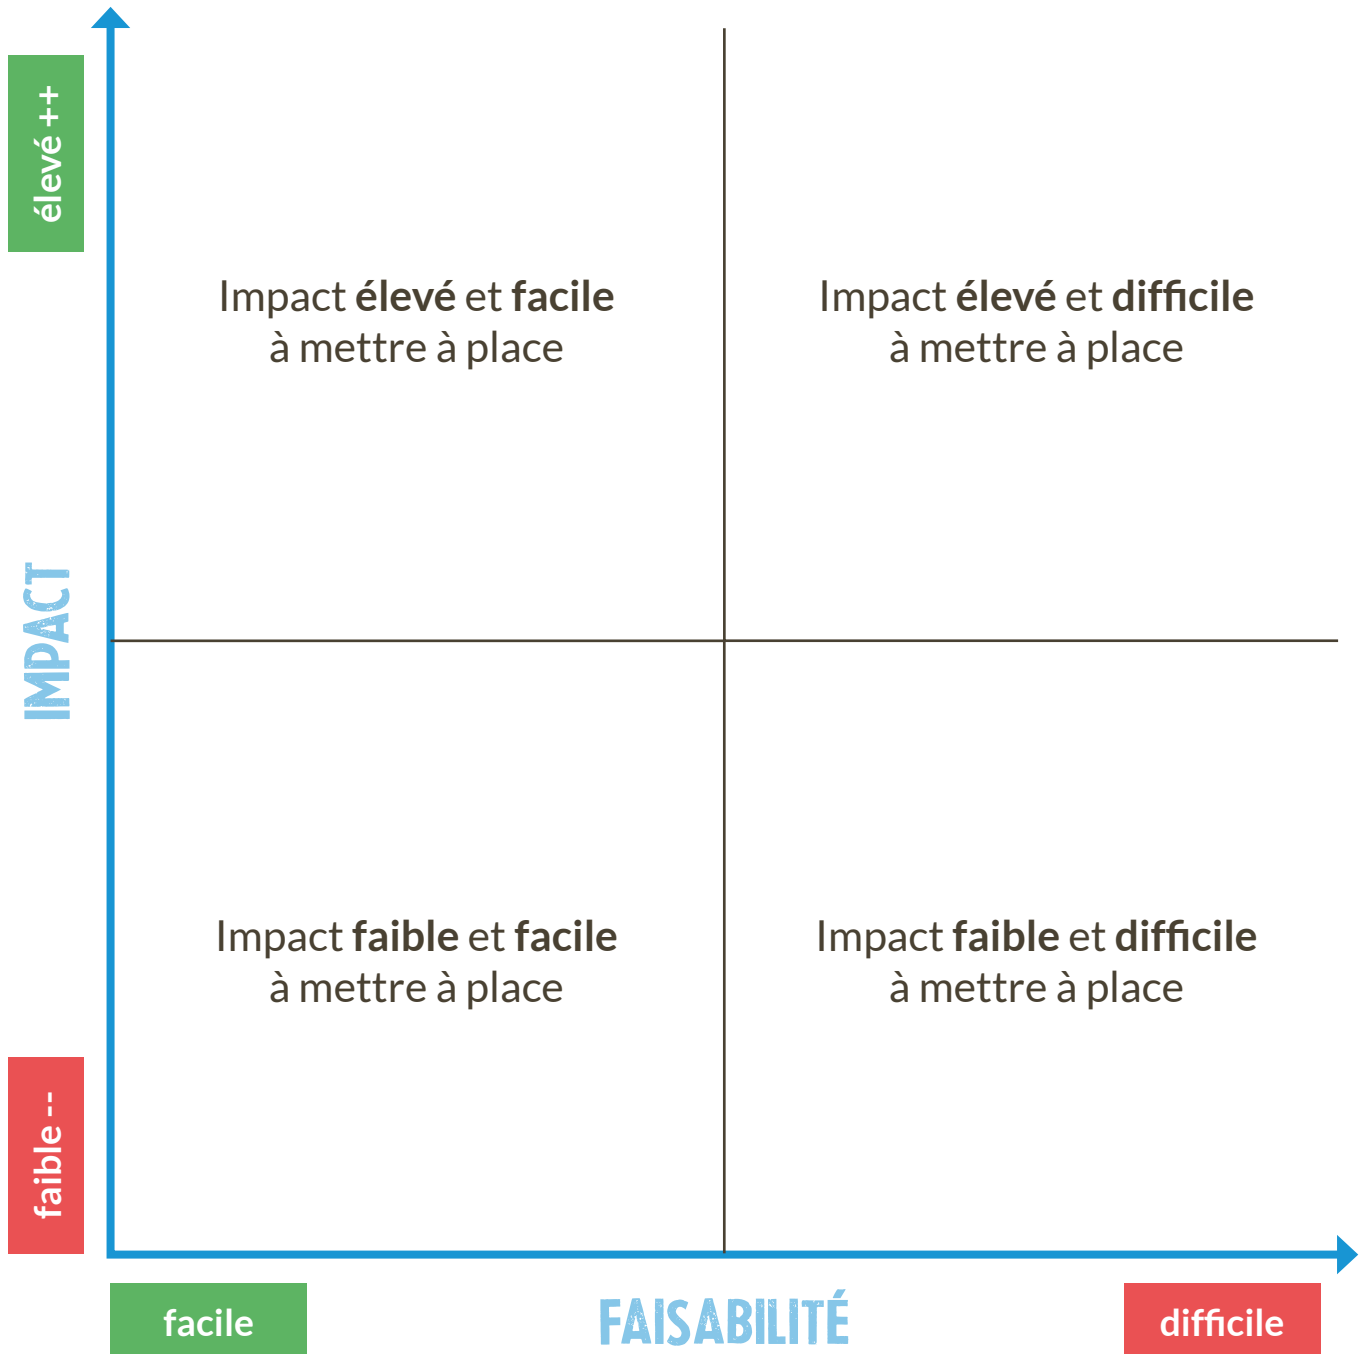 élevé ++
Impact élevé et facile
à mettre à place
Impact élevé et difficile
à mettre à place
IMPACT
Impact faible et facile
à mettre à place
Impact faible et difficile
à mettre à place
faible --
facile
FAISABILITÉ
difficile